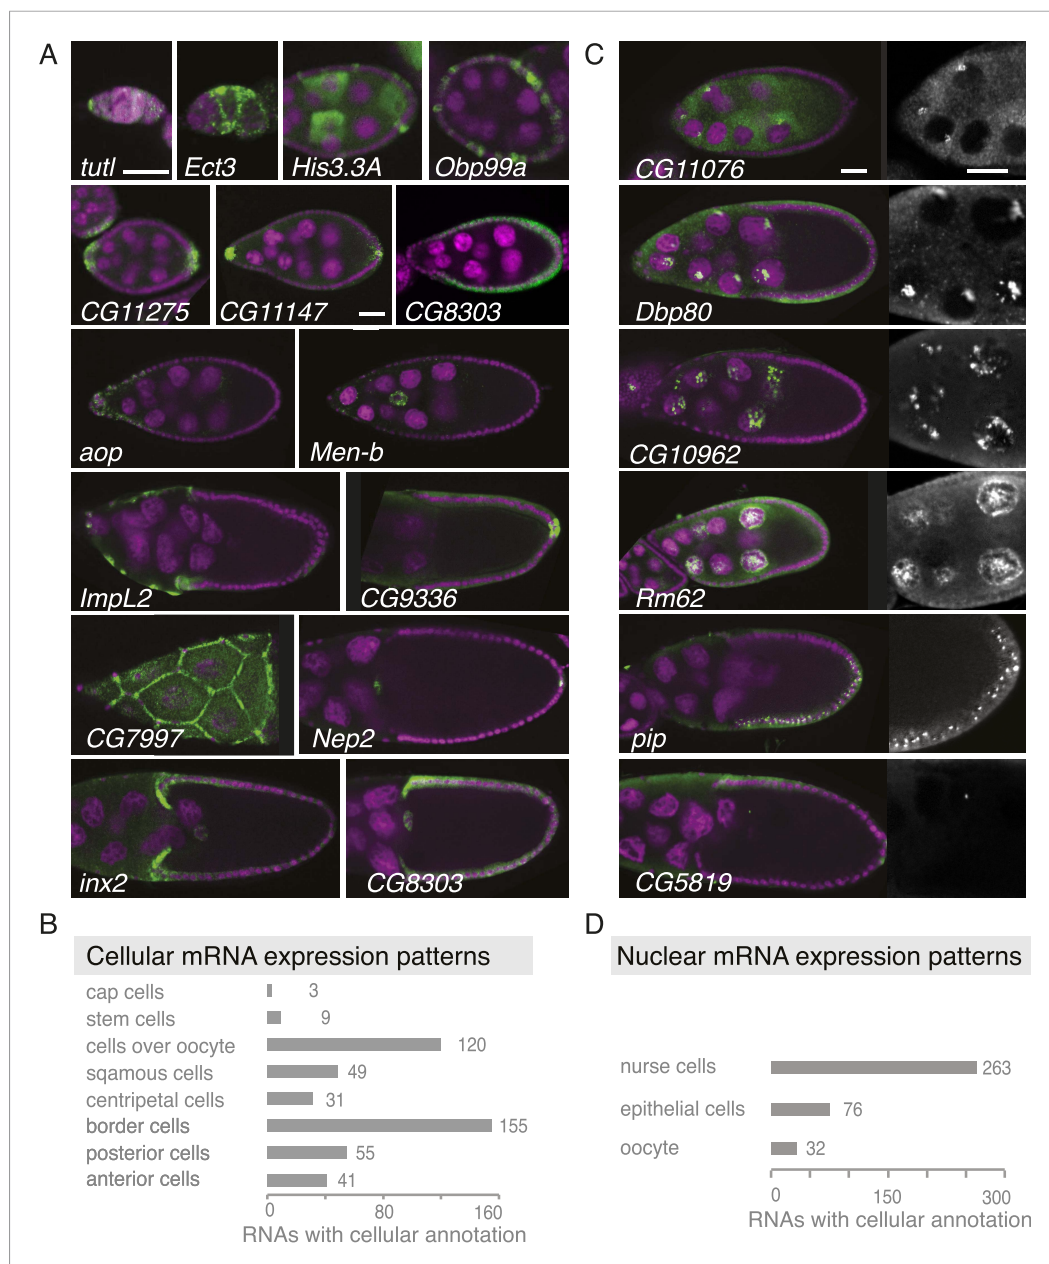 A
tutl
Ect3
His3.3A
Obp99a
CG11275
CG11147
CG8303
aop
Men-b
ImpL2
CG9336
CG7997
Nep2
inx2
CG8303
C
CG11076
Dbp80
CG10962
Rm62
pip
CG5819
B
Cellular mRNA expression patterns
cap cells 3
stem cells 9
cells over oocyte 120
sqamous cells 49
centripetal cells 31
border cells 155
posterior cells 55
anterior cells 41
0 80 160
RNAs with cellular annotation
D
Nuclear mRNA expression patterns
nurse cells 263
epithelial cells 76
oocyte 32
0 150 300
RNAs with cellular annotation